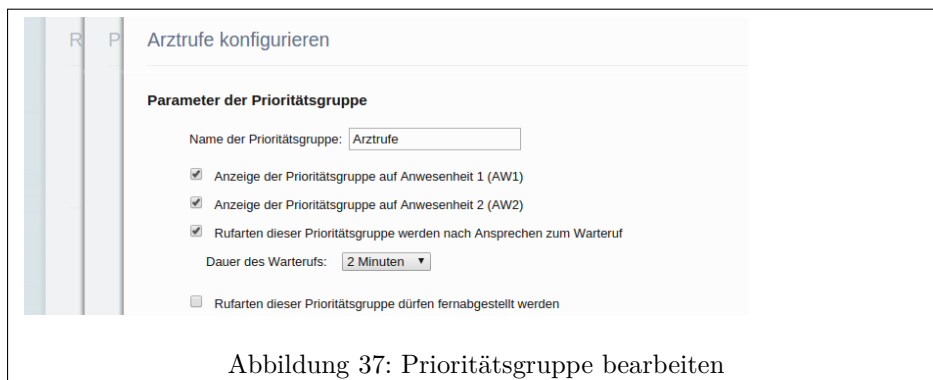 R P Arztrufe konfigurieren
Parameter der Prioritätsgruppe
Name der Prioritätsgruppe: Arztrufe
Anzeige der Prioritätsgruppe auf Anwesenheit 1 (AW1)
Anzeige der Prioritätsgruppe auf Anwesenheit 2 (AW2)
Rufarten dieser Prioritätsgruppe werden nach Ansprechen zum Warteruf
Dauer des Warterufs: 2 Minuten
Rufarten dieser Prioritätsgruppe dürfen fernabgestellt werden
Abbildung 37: Prioritätsgruppe bearbeiten